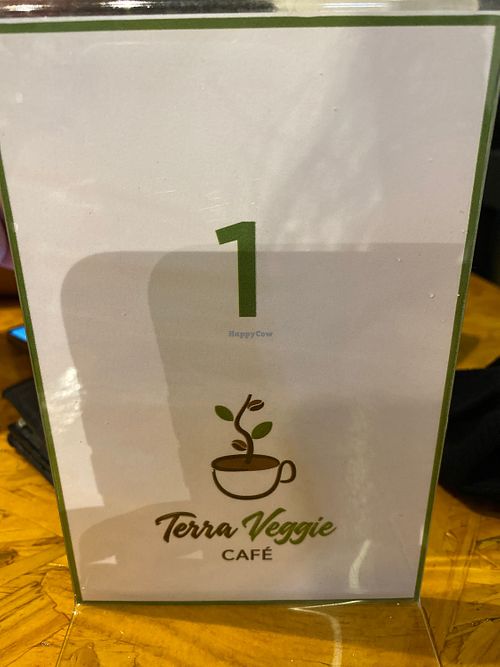 1
HappyCow
Terra Veggie
CAFÉ